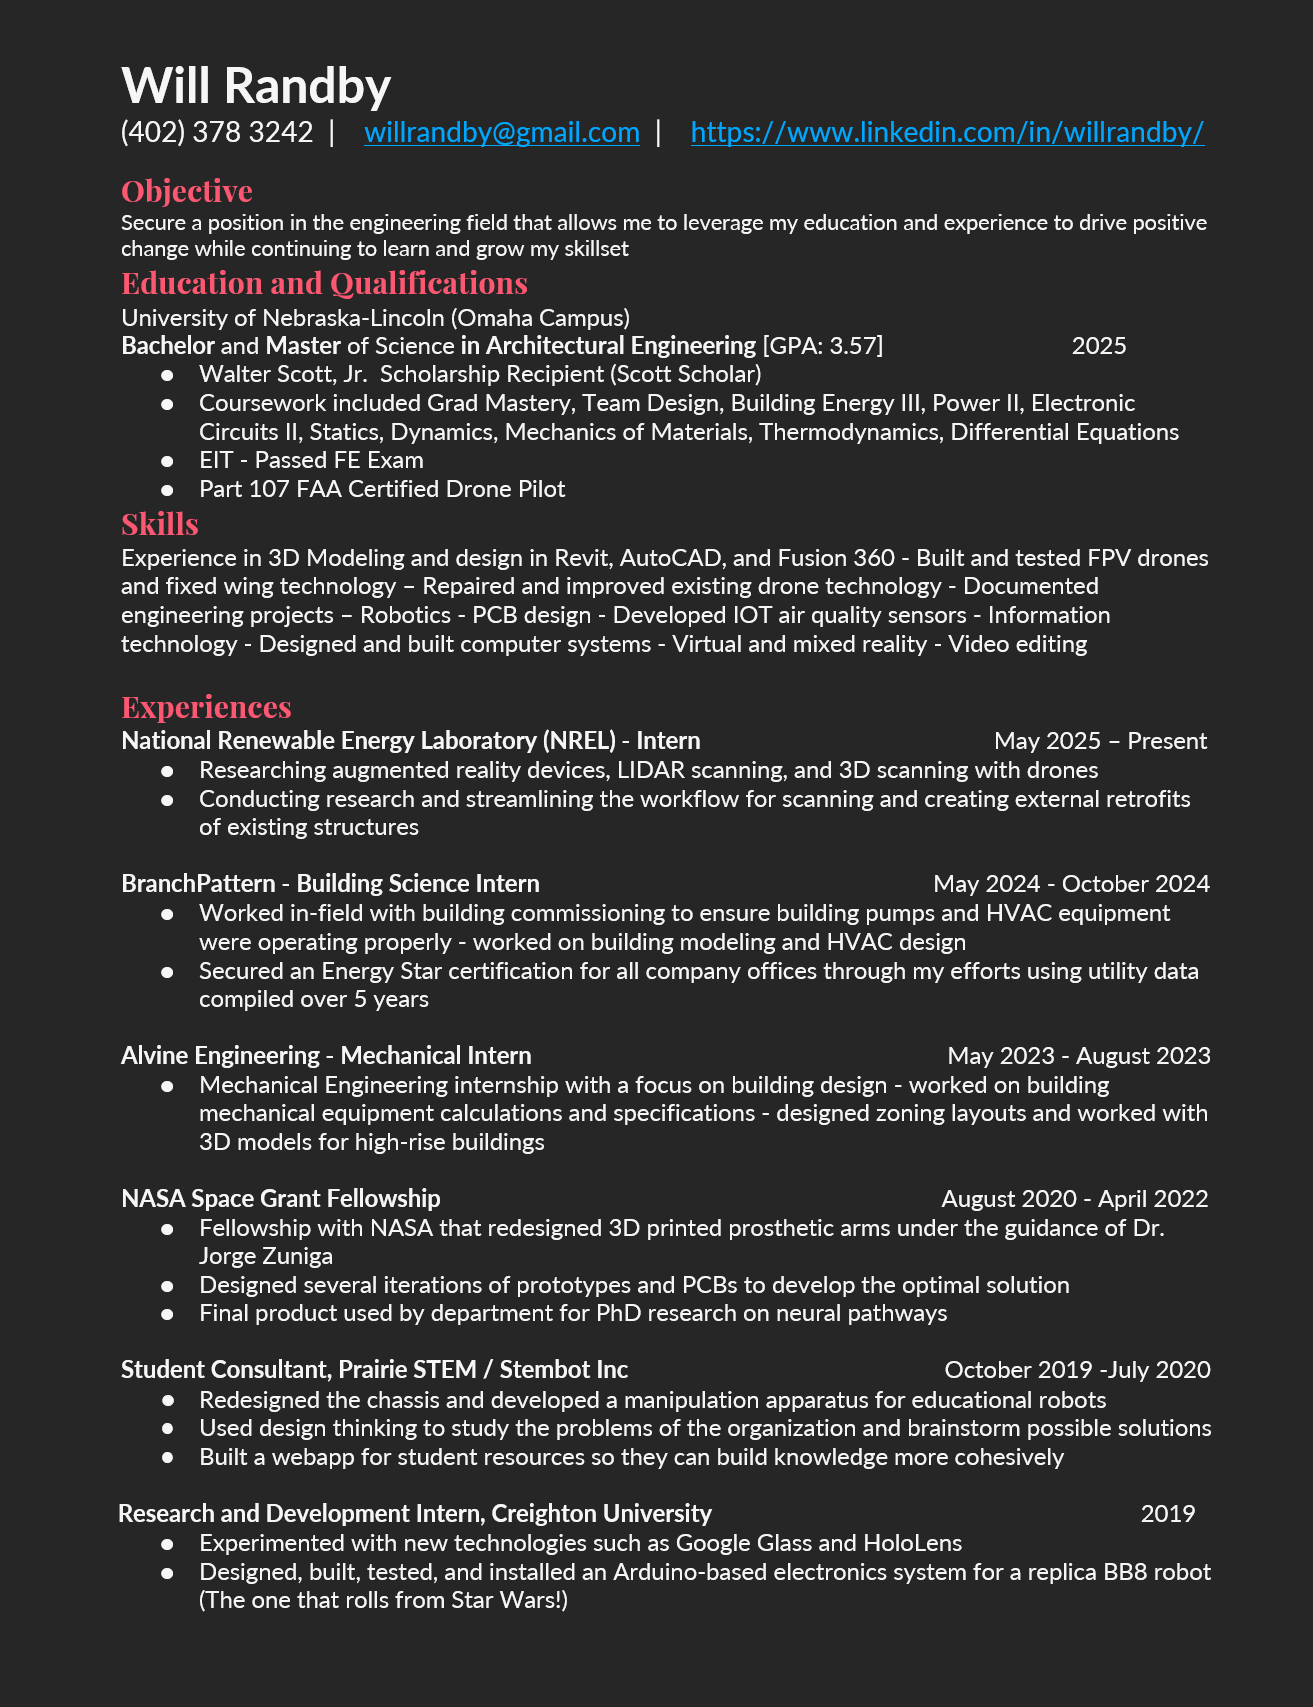 Will Randby
(402) 378 3242 | willrandby@gmail.com | https://www.linkedin.com/in/willrandby/
Objective
Secure a position in the engineering field that allows me to leverage my education and experience to drive positive
change while continuing to learn and grow my skillset
Education and Qualifications
University of Nebraska-Lincoln (Omaha Campus)
Bachelor and Master of Science in Architectural Engineering [GPA: 3.57] 2025
● Walter Scott, Jr. Scholarship Recipient (Scott Scholar)
● Coursework included Grad Mastery, Team Design, Building Energy III, Power II, Electronic
Circuits II, Statics, Dynamics, Mechanics of Materials, Thermodynamics, Differential Equations
● EIT - Passed FE Exam
● Part 107 FAA Certified Drone Pilot
Skills
Experience in 3D Modeling and design in Revit, AutoCAD, and Fusion 360 - Built and tested FPV drones
and fixed wing technology – Repaired and improved existing drone technology - Documented
engineering projects – Robotics - PCB design - Developed IOT air quality sensors - Information
technology - Designed and built computer systems - Virtual and mixed reality - Video editing
Experiences
National Renewable Energy Laboratory (NREL) - Intern May 2025 – Present
● Researching augmented reality devices, LIDAR scanning, and 3D scanning with drones
● Conducting research and streamlining the workflow for scanning and creating external retrofits
of existing structures
BranchPattern - Building Science Intern May 2024 - October 2024
● Worked in-field with building commissioning to ensure building pumps and HVAC equipment
were operating properly - worked on building modeling and HVAC design
● Secured an Energy Star certification for all company offices through my efforts using utility data
compiled over 5 years
Alvine Engineering - Mechanical Intern May 2023 - August 2023
● Mechanical Engineering internship with a focus on building design - worked on building
mechanical equipment calculations and specifications - designed zoning layouts and worked with
3D models for high-rise buildings
NASA Space Grant Fellowship August 2020 - April 2022
● Fellowship with NASA that redesigned 3D printed prosthetic arms under the guidance of Dr.
Jorge Zuniga
● Designed several iterations of prototypes and PCBs to develop the optimal solution
● Final product used by department for PhD research on neural pathways
Student Consultant, Prairie STEM / Stembot Inc October 2019 -July 2020
● Redesigned the chassis and developed a manipulation apparatus for educational robots
● Used design thinking to study the problems of the organization and brainstorm possible solutions
● Built a webapp for student resources so they can build knowledge more cohesively
Research and Development Intern, Creighton University 2019
● Experimented with new technologies such as Google Glass and HoloLens
● Designed, built, tested, and installed an Arduino-based electronics system for a replica BB8 robot
(The one that rolls from Star Wars!)